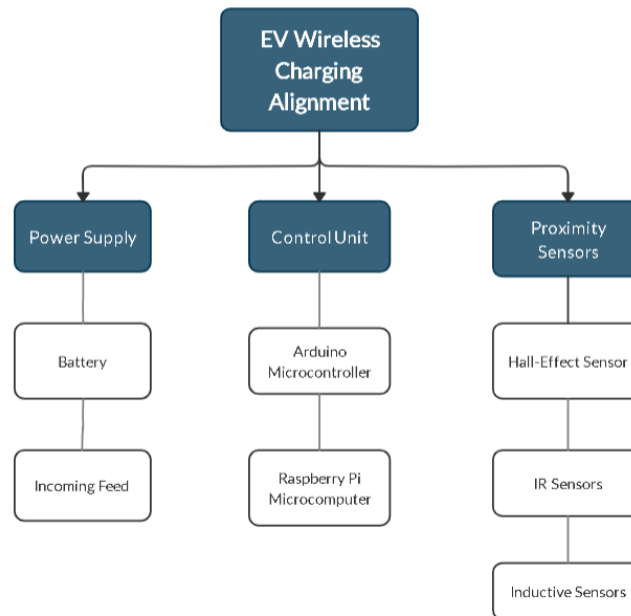 EV Wireless
Charging
Alignment
Power Supply
Control Unit
Proximity
Sensors
Battery
Arduino
Microcontroller
Hall-Effect Sensor
Incoming Feed
Raspberry Pi
Microcomputer
IR Sensors
Inductive Sensors